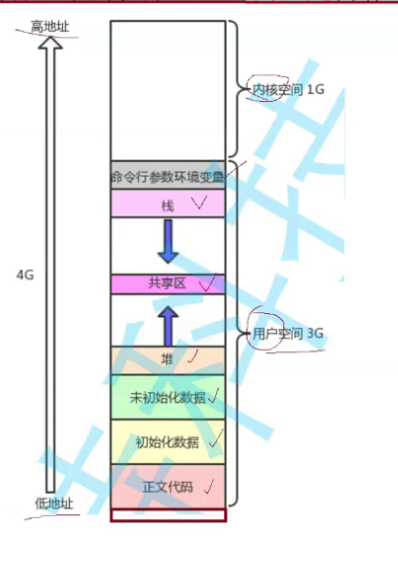 高地址
内核空间 1G
命令行参数环境变量
栈
4G
共享区
用户空间 3G
堆
未初始化数据
初始化数据
正文代码
低地址